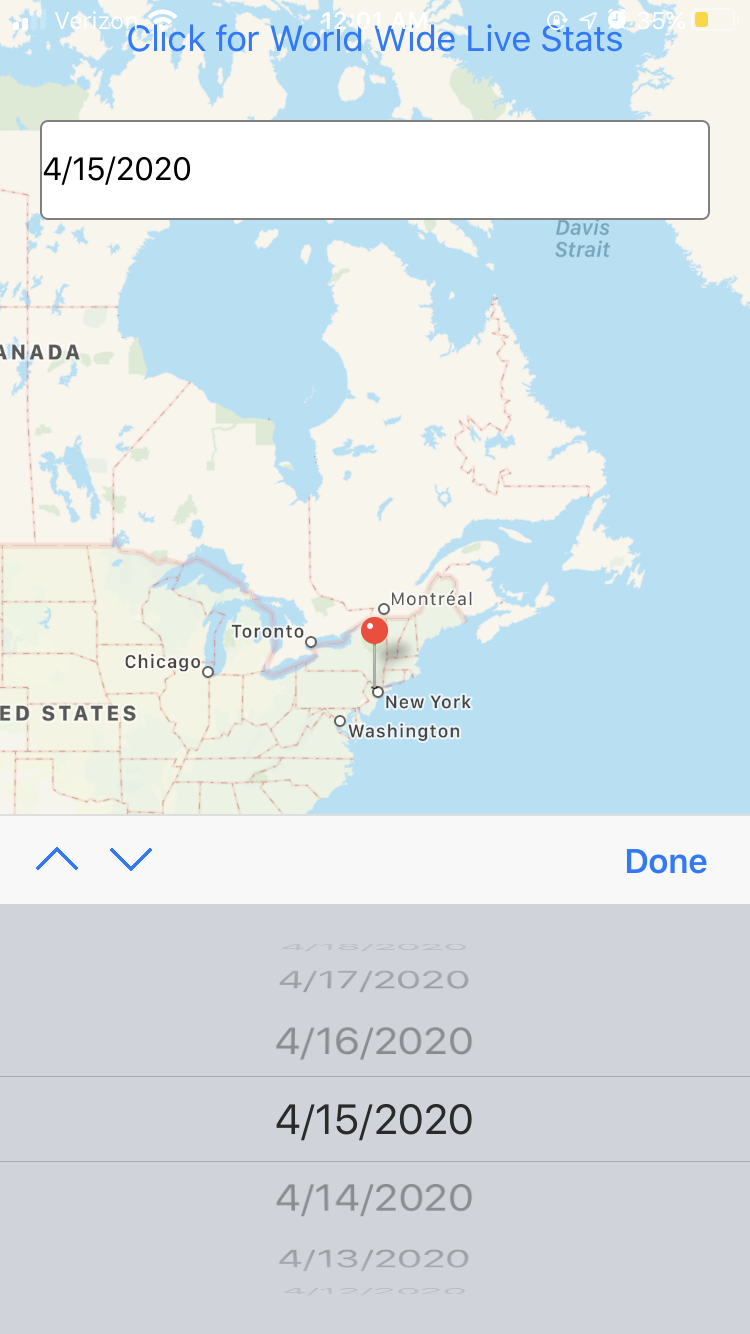 Verizon 12:01 AM 35%
Click for World Wide Live Stats
4/15/2020
Davis
Strait
ANADA
Montréal
Toronto
Chicago
New York
ED STATES
Washington
Done
4/18/2020
4/17/2020
4/16/2020
4/15/2020
4/14/2020
4/13/2020
4/12/2020